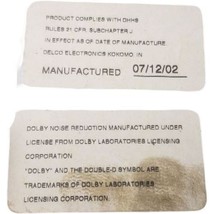 PRODUCT COMPLIES WITH DHHS
RULES 21 CFR, SUBCHAPTER J
IN EFFECT AS OF DATE OF MANUFACTURE
DELCO ELECTRONICS KOKOMO IN
MANUFACTURED 07/12/02
DOLBY NOISE REDUCTION MANUFACTURED UNDER
LICENSE FROM DOLBY LABORATORIES LICENSING
CORPORATION
"DOLBY" AND THE DOUBLE-D SYMBOL ARE
TRADEMARKS OF DOLBY LABORATORIES
LICENSING CORPORATION.